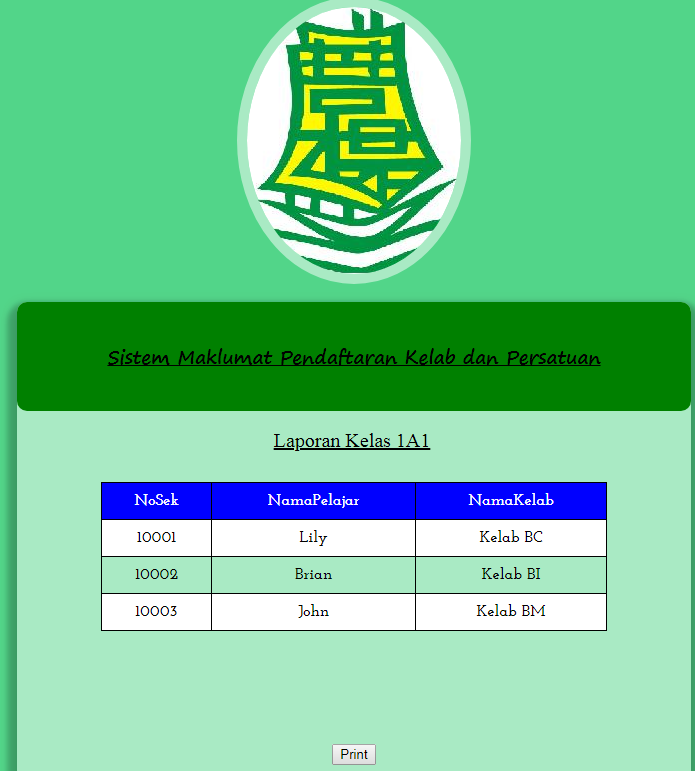 Sistem Maklumat Pendaftaran Kelab dan Persatuan
Laporan Kelas 1A1
NoSek NamaPelajar NamaKelab
10001 Lily Kelab BC
10002 Brian Kelab BI
10003 John Kelab BM
Print